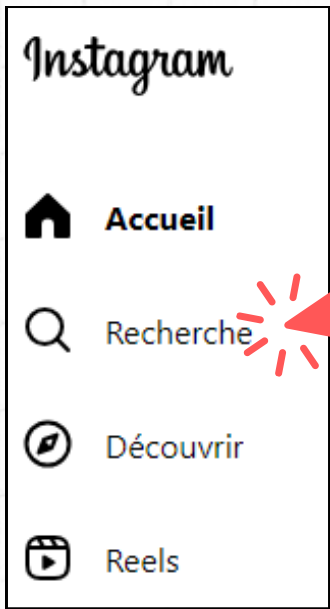 Instagram
Accueil
Recherche
Découvrir
Reels